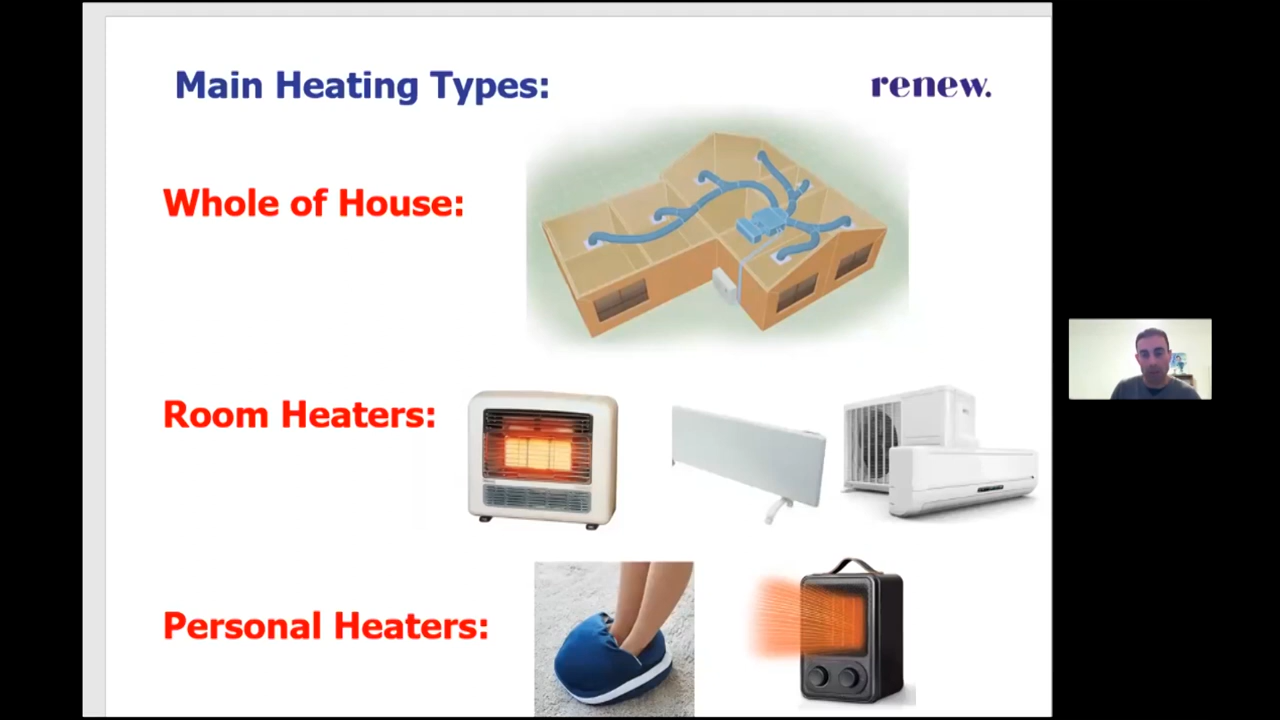 Main Heating Types:
renew.
Whole of House:
Room Heaters:
Personal Heaters: